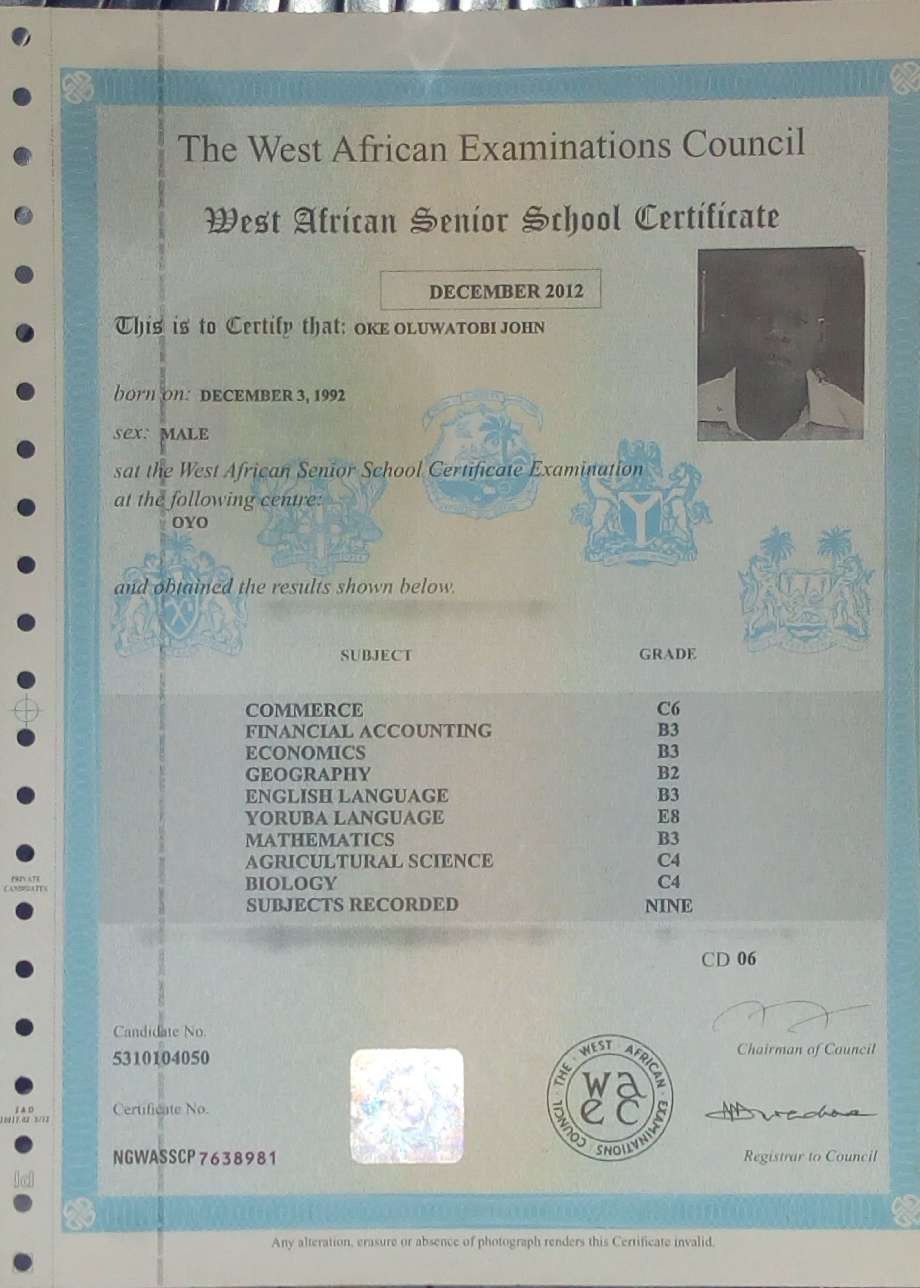 The West African Examinations Council
West African Senior School Certificate
DECEMBER 2012
This is to Certify that: OKE OLUWATOBI JOHN
born on: DECEMBER 3, 1992
sex: MALE
sat the West African Senior School Certificate Examination
at the following centre:
OYO
and obtained the results shown below.
SUBJECT GRADE
COMMERCE C6
FINANCIAL ACCOUNTING B3
ECONOMICS B3
GEOGRAPHY B2
ENGLISH LANGUAGE B3
YORUBA LANGUAGE E8
MATHEMATICS B3
AGRICULTURAL SCIENCE C4
BIOLOGY C4
SUBJECTS RECORDED NINE
PRIVATE
CANDIDATES
CD 06
Candidate No.
5310104050
Chairman of Council
Certificate No.
NGWASSCP7638981
THE WEST AFRICAN EXAMINATIONS COUNCIL
waec
Registrar to Council
Any alteration, erasure or absence of photograph renders this Certificate invalid.